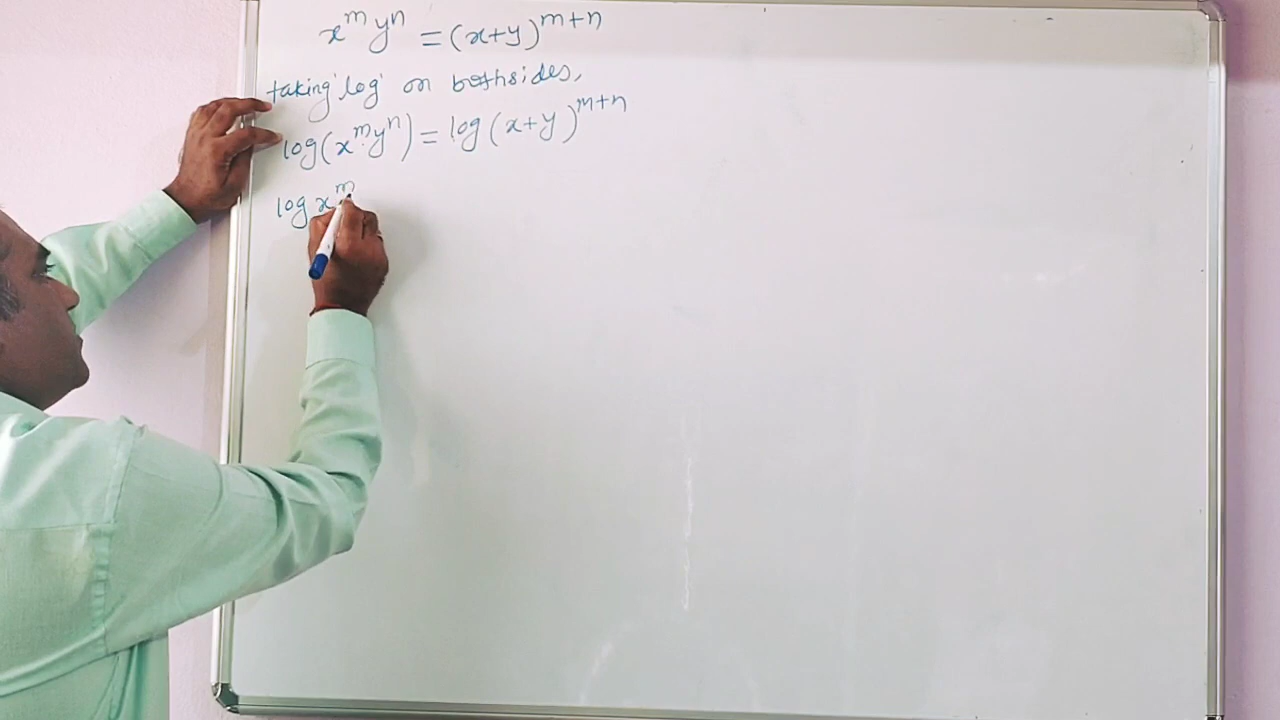 x^m y^n = (x+y)^{m+n}
taking 'log' on bothsides,
log(x^m y^n) = log(x+y)^{m+n}
log x^m